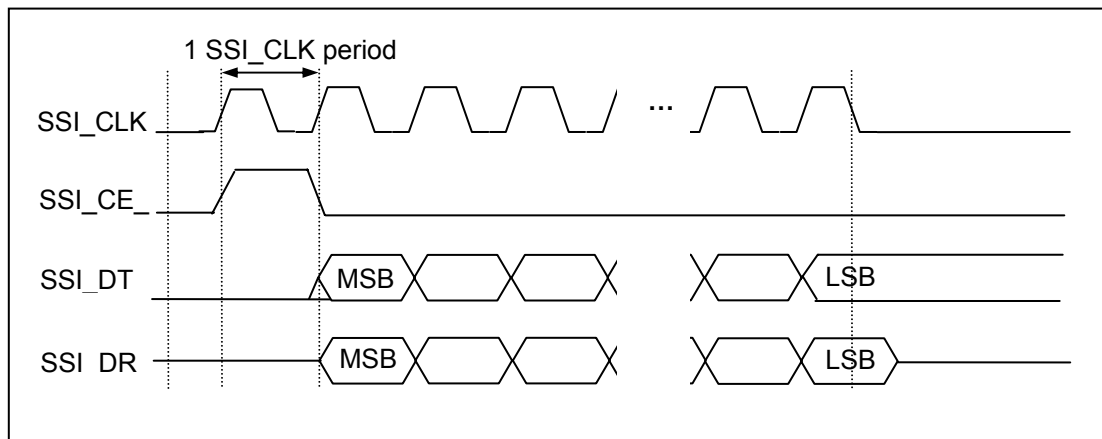 1 SSI_CLK period
SSI_CLK
...
SSI_CE_
SSI_DT
MSB
LSB
SSI DR
MSB
LSB